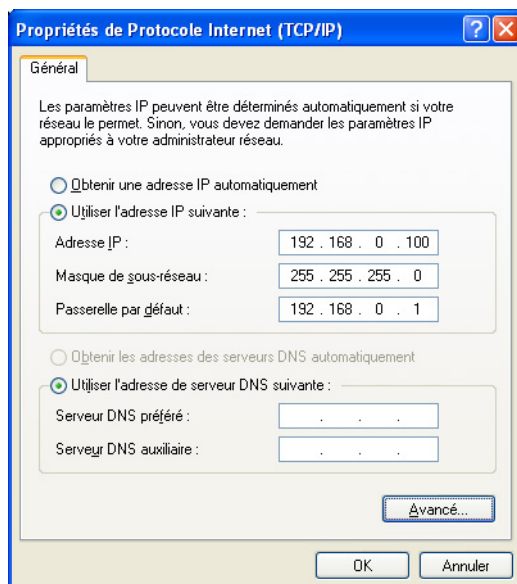 Propriétés de Protocole Internet (TCP/IP)
Général
Les paramètres IP peuvent être déterminés automatiquement si votre
réseau le permet. Sinon, vous devez demander les paramètres IP
appropriés à votre administrateur réseau.
Obtenir une adresse IP automatiquement
Utiliser l'adresse IP suivante :
Adresse IP : 192 . 168 . 0 . 100
Masque de sous-réseau : 255 . 255 . 255 . 0
Passerelle par défaut : 192 . 168 . 0 . 1
Obtenir les adresses des serveurs DNS automatiquement
Utiliser l'adresse de serveur DNS suivante :
Serveur DNS préféré : . . .
Serveur DNS auxiliaire : . . .
Avancé...
OK Annuler